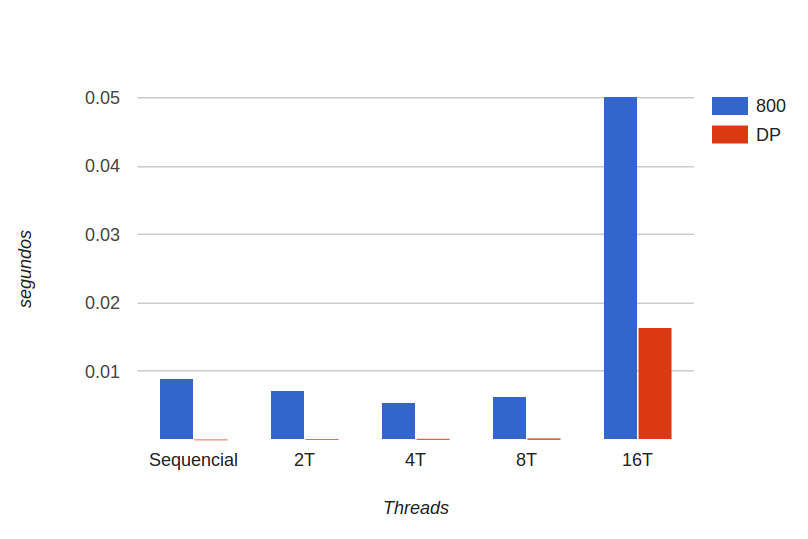 0.05
0.04
0.03
0.02
0.01
segundos
Sequencial
2T
4T
8T
16T
Threads
800
DP